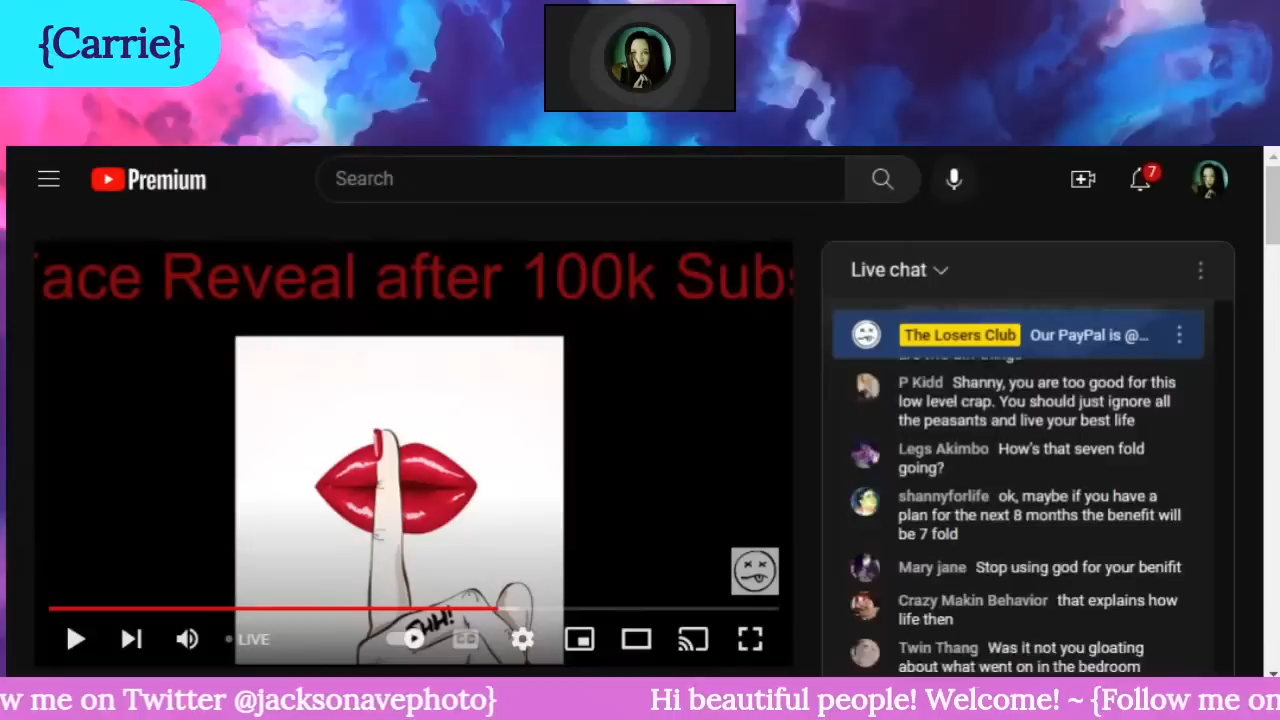 {Carrie}
Premium
Search
7
ace Reveal after 100k Subs
SHH!
LIVE
CC
Live chat
The Losers Club Our PayPal is @...
P Kidd Shanny, you are too good for this
low level crap. You should just ignore all
the peasants and live your best life
Legs Akimbo How's that seven fold
going?
shannyforlife ok, maybe if you have a
plan for the next 8 months the benefit will
be 7 fold
Mary jane Stop using god for your benifit
Crazy Makin Behavior that explains how
life then
Twin Thang Was it not you gloating
about what went on in the bedroom
w me on Twitter @jacksonavephoto} Hi beautiful people! Welcome! ~ {Follow me on